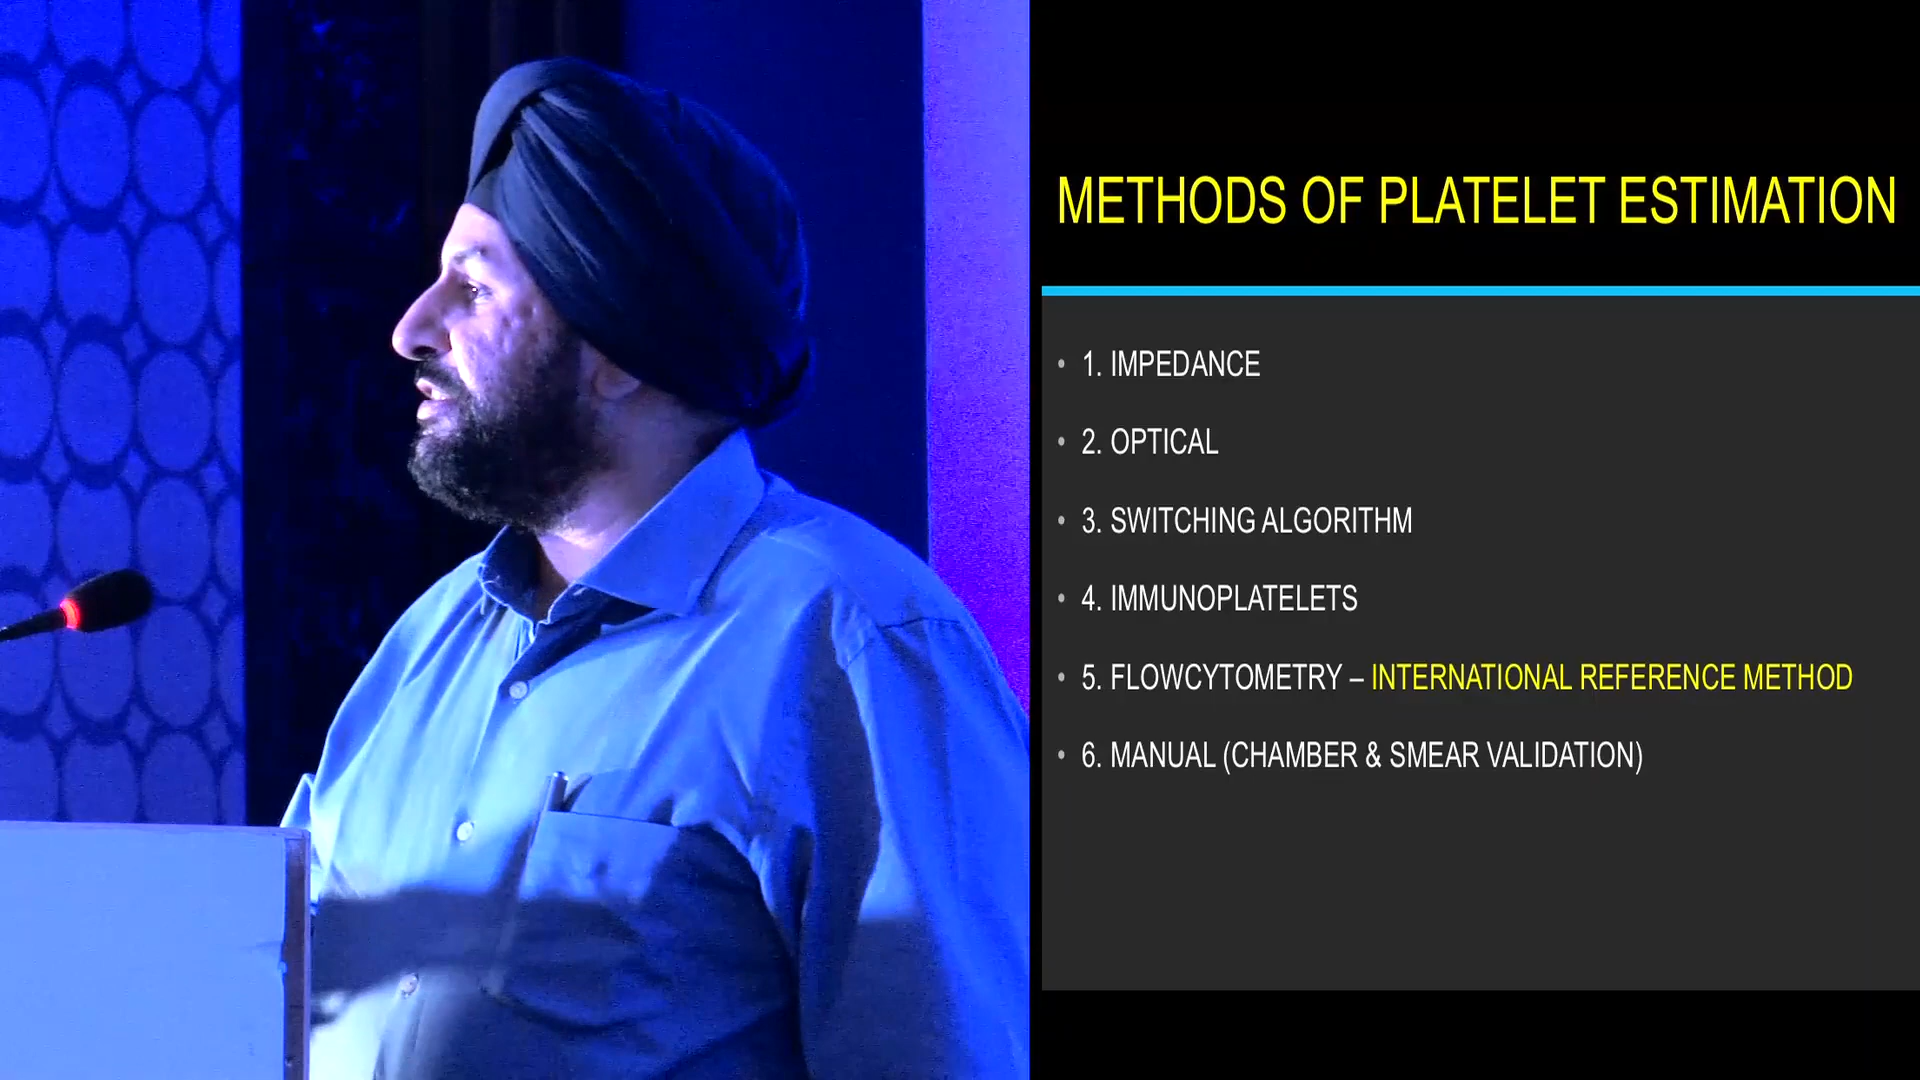 METHODS OF PLATELET ESTIMATION
• 1. IMPEDANCE
• 2. OPTICAL
• 3. SWITCHING ALGORITHM
• 4. IMMUNOPLATELETS
• 5. FLOWCYTOMETRY – INTERNATIONAL REFERENCE METHOD
• 6. MANUAL (CHAMBER & SMEAR VALIDATION)